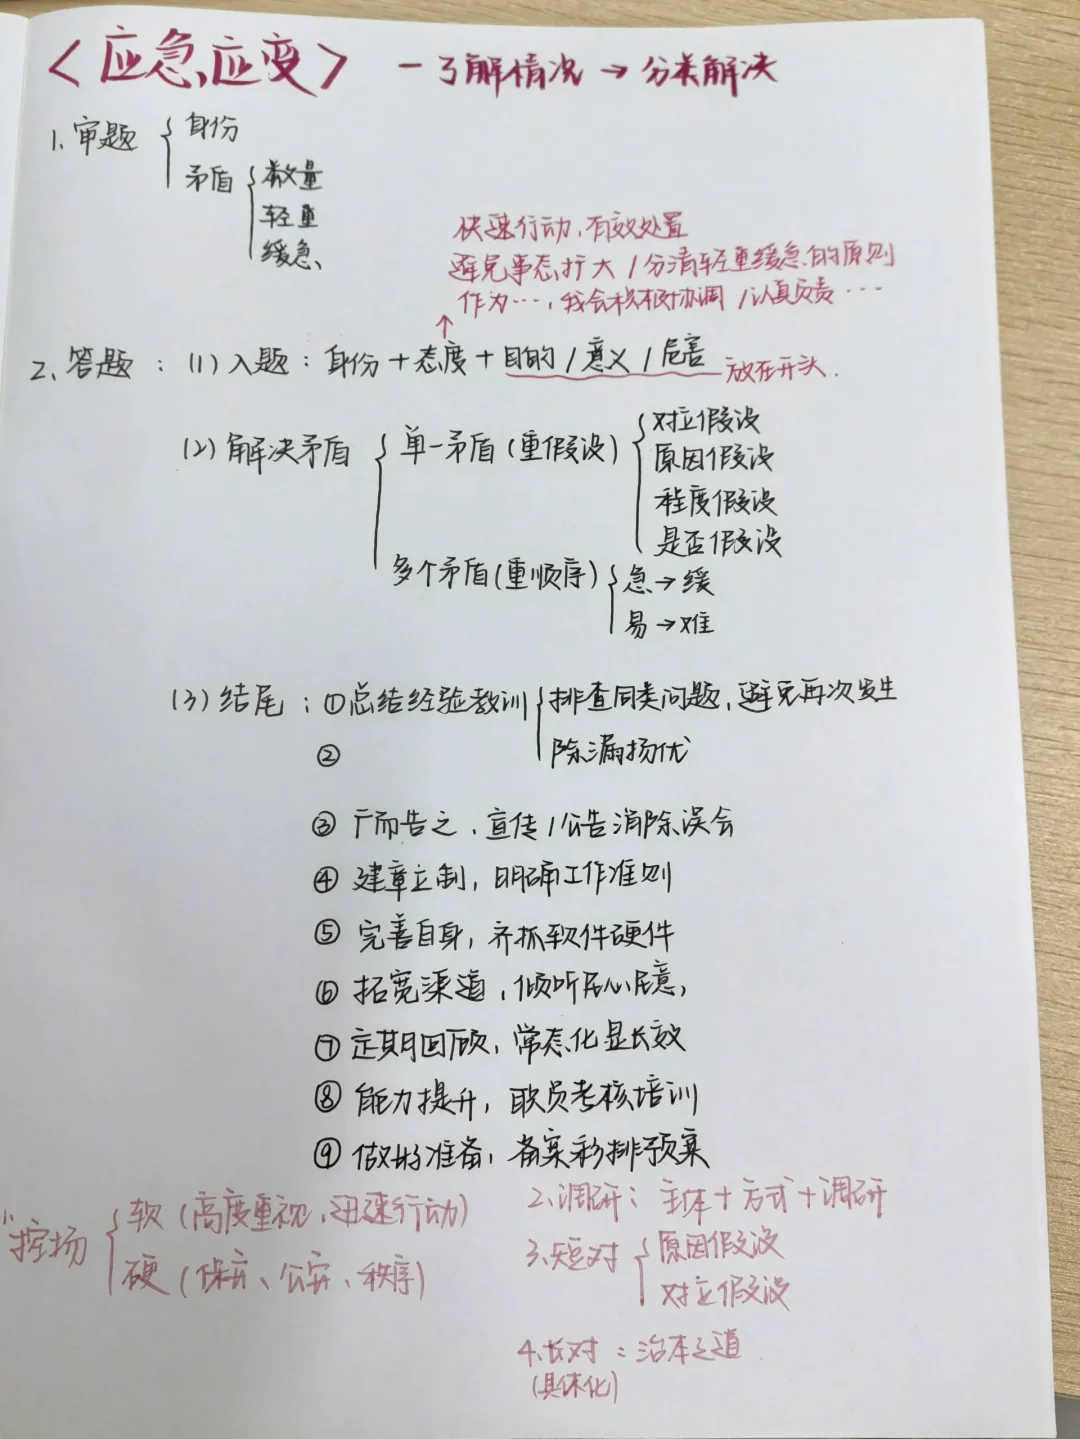 <应急应变> — 了解情况 → 分类解决
1、审题 { 身份
矛盾 { 数量
轻重
缓急、
快速行动,有效处置
避免事态扩大 / 分清轻重缓急的原则
作为…,我会积极协调 / 认真负责…
↑
2、答题:(1)入题:身份+态度+目的/意义/危害 放在开头.
(2)解决矛盾 { 单一矛盾(重假设) { 对立假设
原因假设
程度假设
是否假设
多个矛盾(重顺序) { 急→缓
易→难
(3)结尾:①总结经验教训 { 排查同类问题,避免再次发生
② 除漏扬优
③ 广而告之,宣传/公告消除误会
④ 建章立制,明确工作准则
⑤ 完善自身,齐抓软件硬件
⑥ 拓宽渠道,倾听民心民意,
⑦ 定期回顾,常态化显长效
⑧ 能力提升,职员考核培训
⑨ 做好准备,备案彩排预案
1、控场 { 软(高度重视,迅速行动)
硬(保安、公安、秩序)
2、调研:主体+方式+调研
3、短对 { 原因假设
对立假设
4、长对:治本之道
(具体化)